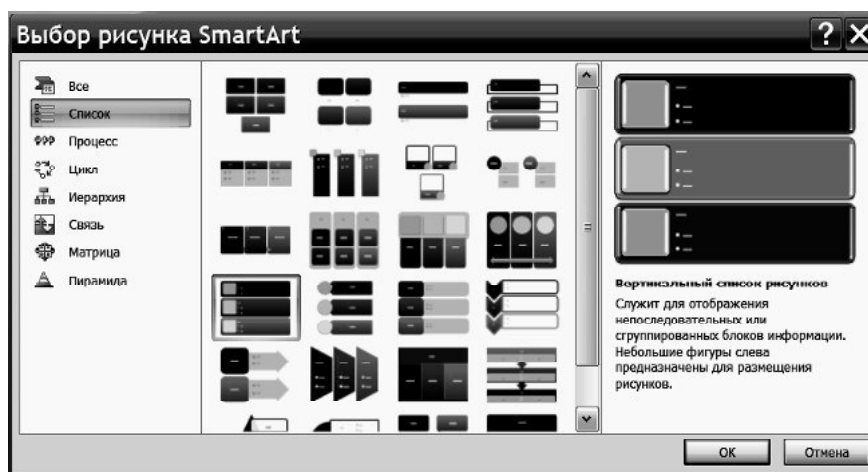 Выбор рисунка SmartArt
Все
Список
Процесс
Цикл
Иерархия
Связь
Матрица
Пирамида
Вертикальный список рисунков
Служит для отображения
непоследовательных или
сгруппированных блоков информации.
Небольшие фигуры слева
предназначены для размещения
рисунков.
OK
Отмена